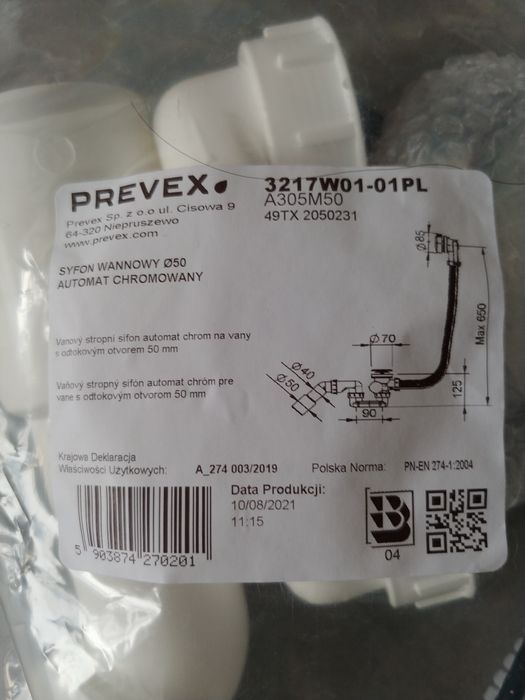 PREVEX
Prevex Sp. z o.o ul. Cisowa 9
64-320 Niepruszewo
www.prevex.com
3217W01-01PL
A305M50
49TX 2050231
SYFON WANNOWY Ø50
AUTOMAT CHROMOWANY
Vanový stropní sifon automat chrom na vany
s odtokovým otvorem 50 mm
Vaňový stropný sifón automat chróm pre
vane s odtokovým otvorem 50 mm
Ø85
Max 650
Ø70
Ø40
Ø50
125
90
Krajowa Deklaracja
Właściwości Użytkowych: A_274 003/2019 Polska Norma: PN-EN 274-1:2004
Data Produkcji:
10/08/2021
11:15
5 903874 270201
B
04